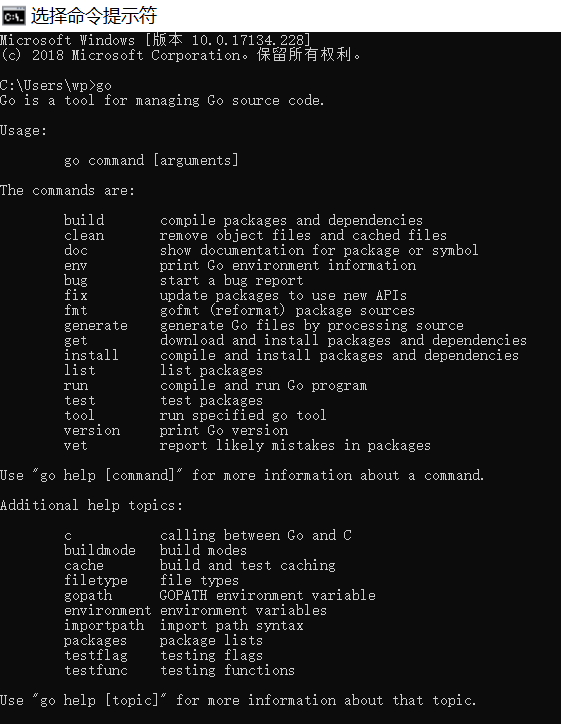 选择命令提示符
Microsoft Windows [版本 10.0.17134.228]
(c) 2018 Microsoft Corporation。保留所有权利。
C:\Users\wp>go
Go is a tool for managing Go source code.
Usage:
go command [arguments]
The commands are:
build compile packages and dependencies
clean remove object files and cached files
doc show documentation for package or symbol
env print Go environment information
bug start a bug report
fix update packages to use new APIs
fmt gofmt (reformat) package sources
generate generate Go files by processing source
get download and install packages and dependencies
install compile and install packages and dependencies
list list packages
run compile and run Go program
test test packages
tool run specified go tool
version print Go version
vet report likely mistakes in packages
Use "go help [command]" for more information about a command.
Additional help topics:
c calling between Go and C
buildmode build modes
cache build and test caching
filetype file types
gopath GOPATH environment variable
environment environment variables
importpath import path syntax
packages package lists
testflag testing flags
testfunc testing functions
Use "go help [topic]" for more information about that topic.